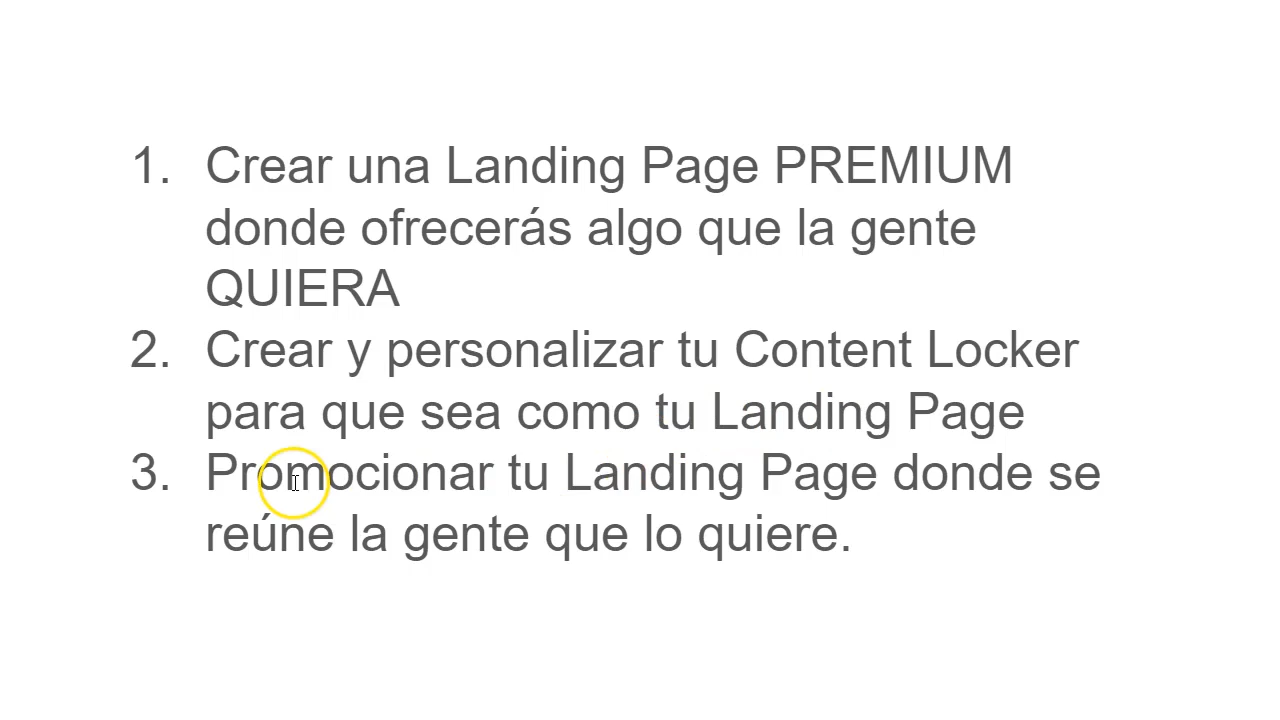 1. Crear una Landing Page PREMIUM
donde ofrecerás algo que la gente
QUIERA
2. Crear y personalizar tu Content Locker
para que sea como tu Landing Page
3. Promocionar tu Landing Page donde se
reúne la gente que lo quiere.